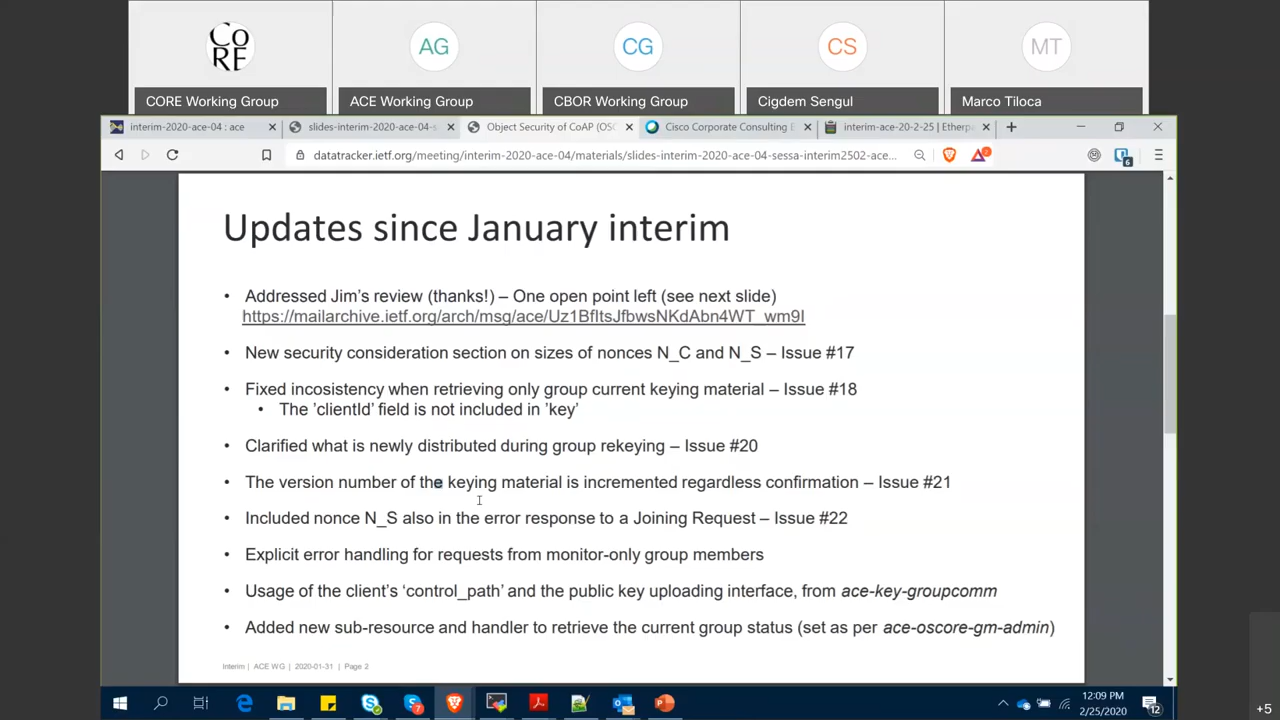 CORE
AG
CG
CS
MT
CORE Working Group
ACE Working Group
CBOR Working Group
Cigdem Sengul
Marco Tiloca
interim-2020-ace-04 : ace
slides-interim-2020-ace-04-s
Object Security of CoAP (OSC
Cisco Corporate Consulting E
interim-ace-20-2-25 | Etherp
datatracker.ietf.org/meeting/interim-2020-ace-04/materials/slides-interim-2020-ace-04-sessa-interim2502-ace...
6
Updates since January interim
• Addressed Jim's review (thanks!) – One open point left (see next slide)
https://mailarchive.ietf.org/arch/msg/ace/Uz1BfItsJfbwsNKdAbn4WT_wm9I
• New security consideration section on sizes of nonces N_C and N_S – Issue #17
• Fixed incosistency when retrieving only group current keying material – Issue #18
• The 'clientId' field is not included in 'key'
• Clarified what is newly distributed during group rekeying – Issue #20
• The version number of the keying material is incremented regardless confirmation – Issue #21
• Included nonce N_S also in the error response to a Joining Request – Issue #22
• Explicit error handling for requests from monitor-only group members
• Usage of the client's 'control_path' and the public key uploading interface, from ace-key-groupcomm
• Added new sub-resource and handler to retrieve the current group status (set as per ace-oscore-gm-admin)
Interim | ACE WG | 2020-01-31 | Page 2
12:09 PM
2/25/2020
12
+5